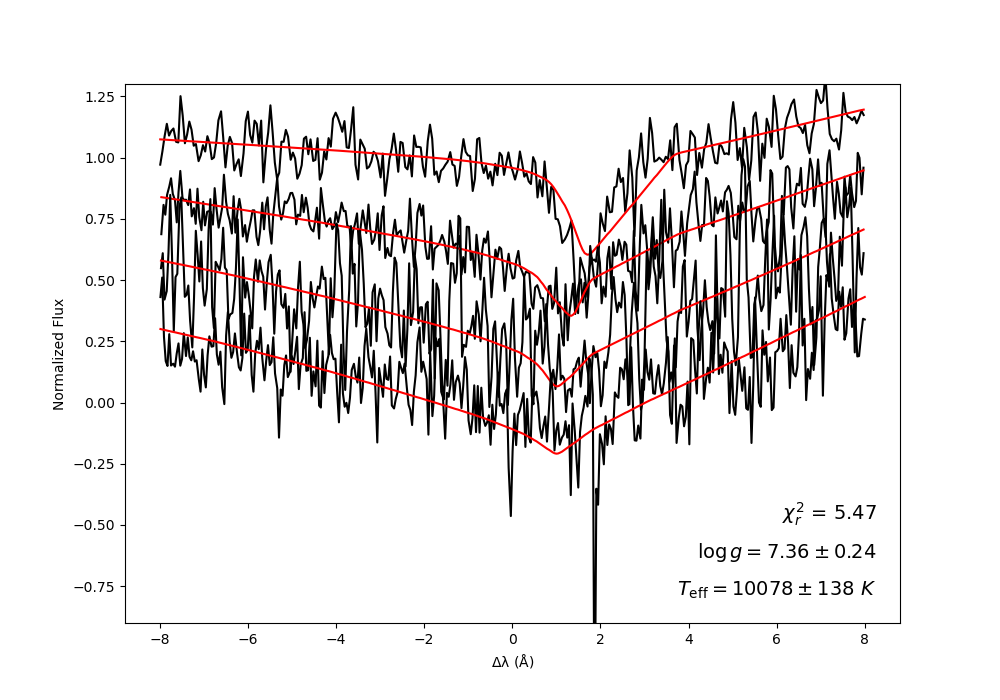 1.25
1.00
0.75
0.50
0.25
0.00
−0.25
−0.50
−0.75
Normalized Flux
χ²ᵣ = 5.47
log g = 7.36 ± 0.24
T_eff = 10078 ± 138 K
−8 −6 −4 −2 0 2 4 6 8
Δλ (Å)